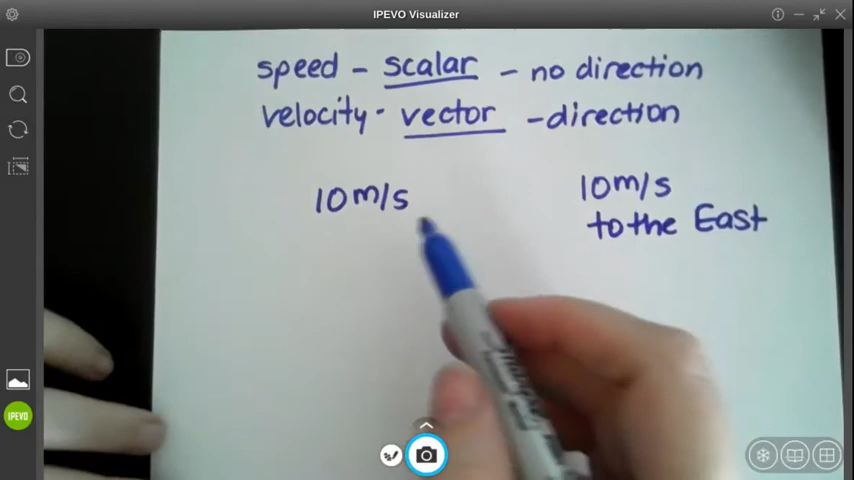 IPEVO Visualizer
speed - scalar - no direction
velocity - vector - direction
10m/s
10m/s
to the East
IPEVO